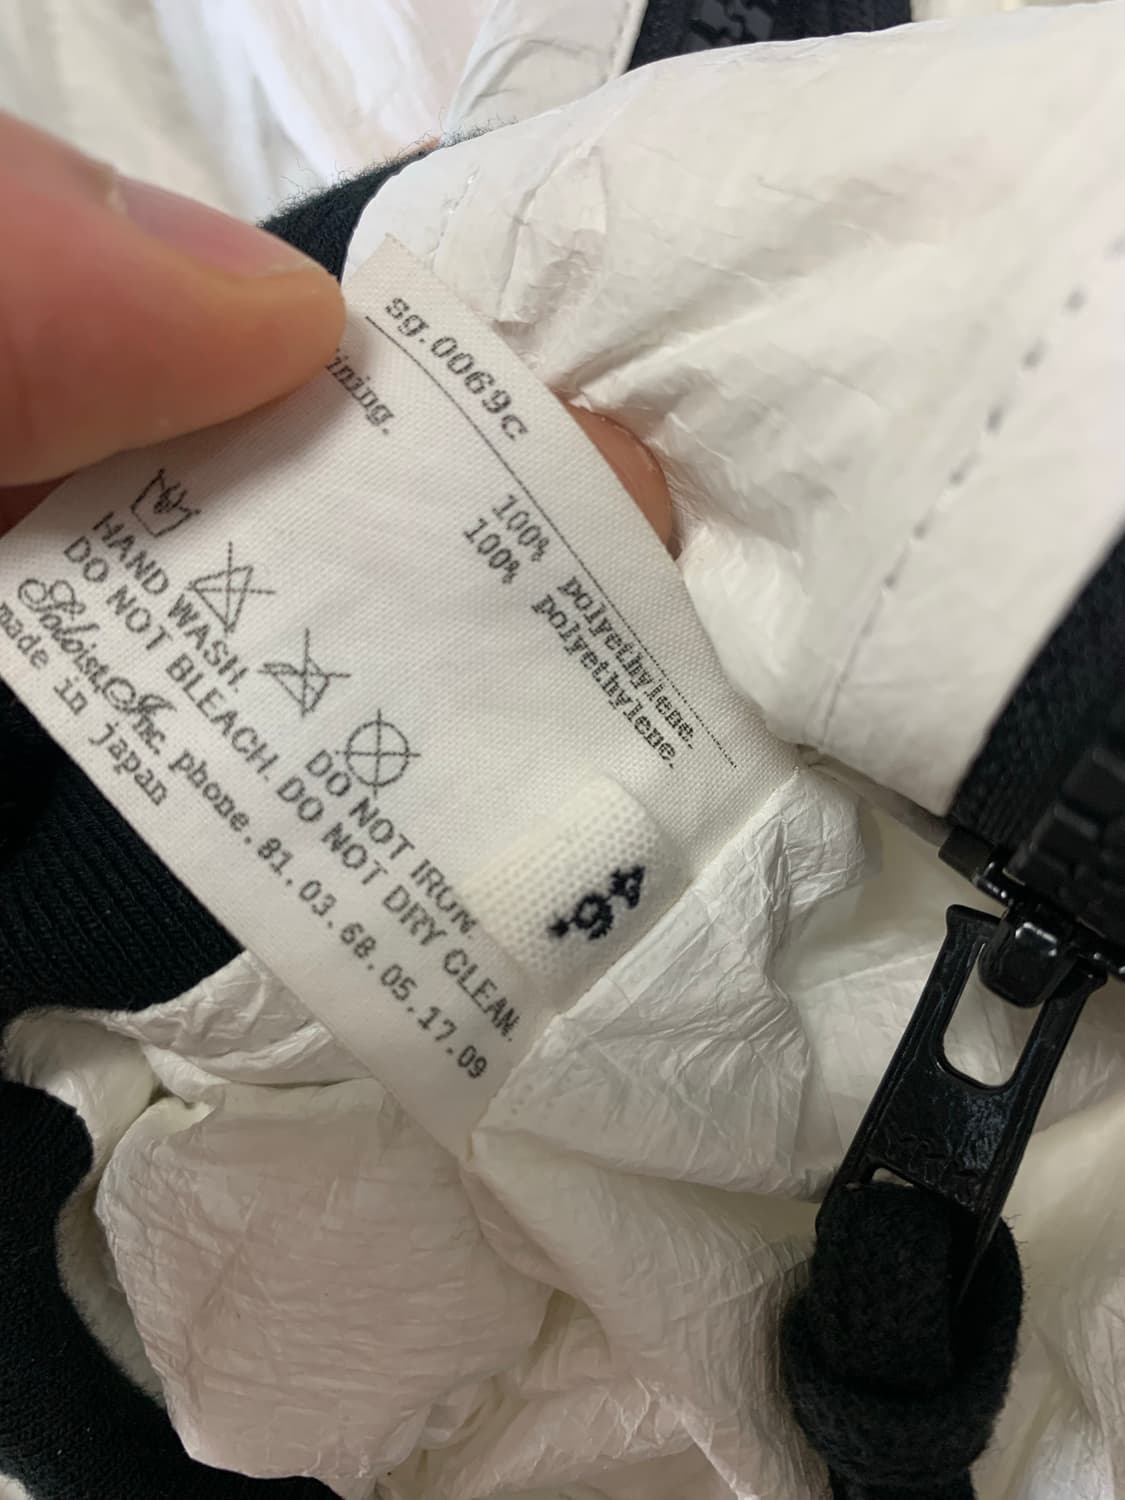 sg.0069c
100% polyethylene.
ining. 100% polyethylene.
HAND WASH. DO NOT IRON.
DO NOT BLEACH. DO NOT DRY CLEAN.
Soloist Inc. phone.81.03.68.05.17.09
made in japan